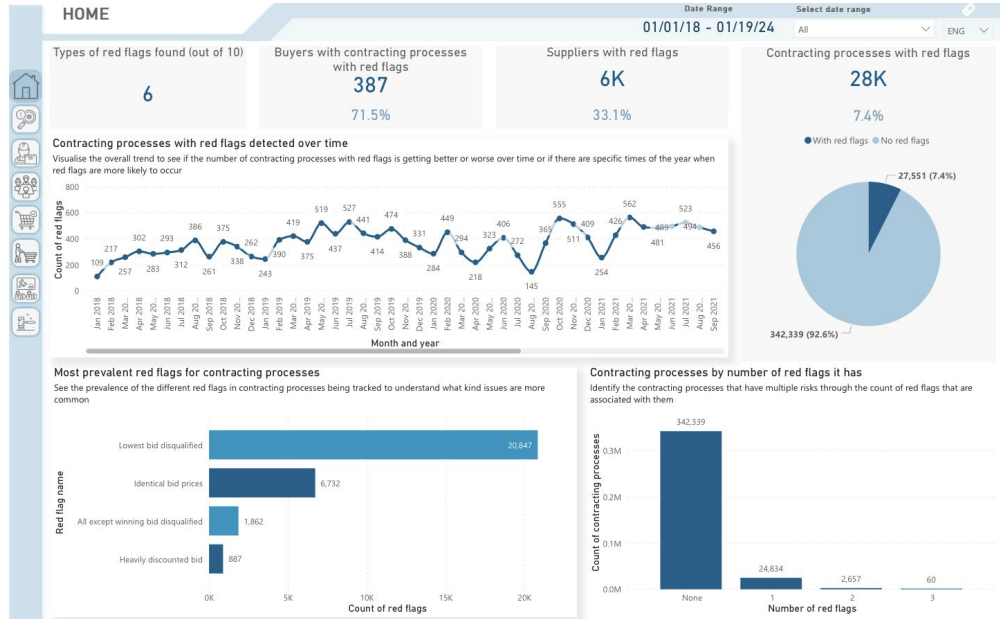 HOME
Date Range
01/01/18 - 01/19/24
Select date range
All
ENG
Types of red flags found (out of 10)
6
Buyers with contracting processes
with red flags
387
71.5%
Suppliers with red flags
6K
33.1%
Contracting processes with red flags
28K
7.4%
With red flags
No red flags
27,551 (7.4%)
342,339 (92.6%)
Contracting processes with red flags detected over time
Visualise the overall trend to see if the number of contracting processes with red flags is getting better or worse over time or if there are specific times of the year when
red flags are more likely to occur
Count of red flags
800
600
400
200
0
109
217
257
302
283
293
312
386
261
375
338
262
243
390
419
375
519
437
527
441
414
474
388
331
284
449
294
218
323
406
272
145
365
555
511
409
254
426
562
481
489
523
494
456
Jan 2018
Feb 2018
Mar 20...
Apr 2018
May 20...
Jun 2018
Jul 2018
Aug 20...
Sep 2018
Oct 2018
Nov 20...
Dec 2018
Jan 2019
Feb 2019
Mar 20...
Apr 2019
May 20...
Jun 2019
Jul 2019
Aug 20...
Sep 2019
Oct 2019
Nov 20...
Dec 2019
Jan 2020
Feb 2020
Mar 20...
Apr 2020
May 20...
Jun 2020
Jul 2020
Aug 20...
Sep 2020
Oct 2020
Nov 20...
Dec 2020
Jan 2021
Feb 2021
Mar 20...
Apr 2021
May 20...
Jun 2021
Jul 2021
Aug 20...
Sep 2021
Month and year
Most prevalent red flags for contracting processes
See the prevalence of the different red flags in contracting processes being tracked to understand what kind issues are more
common
Red flag name
Lowest bid disqualified
20,847
Identical bid prices
6,732
All except winning bid disqualified
1,862
Heavily discounted bid
887
0K
5K
10K
15K
20K
Count of red flags
Contracting processes by number of red flags it has
Identify the contracting processes that have multiple risks through the count of red flags that are
associated with them
Count of contracting processes
0.3M
0.2M
0.1M
0.0M
342,339
24,834
2,657
60
None
1
2
3
Number of red flags